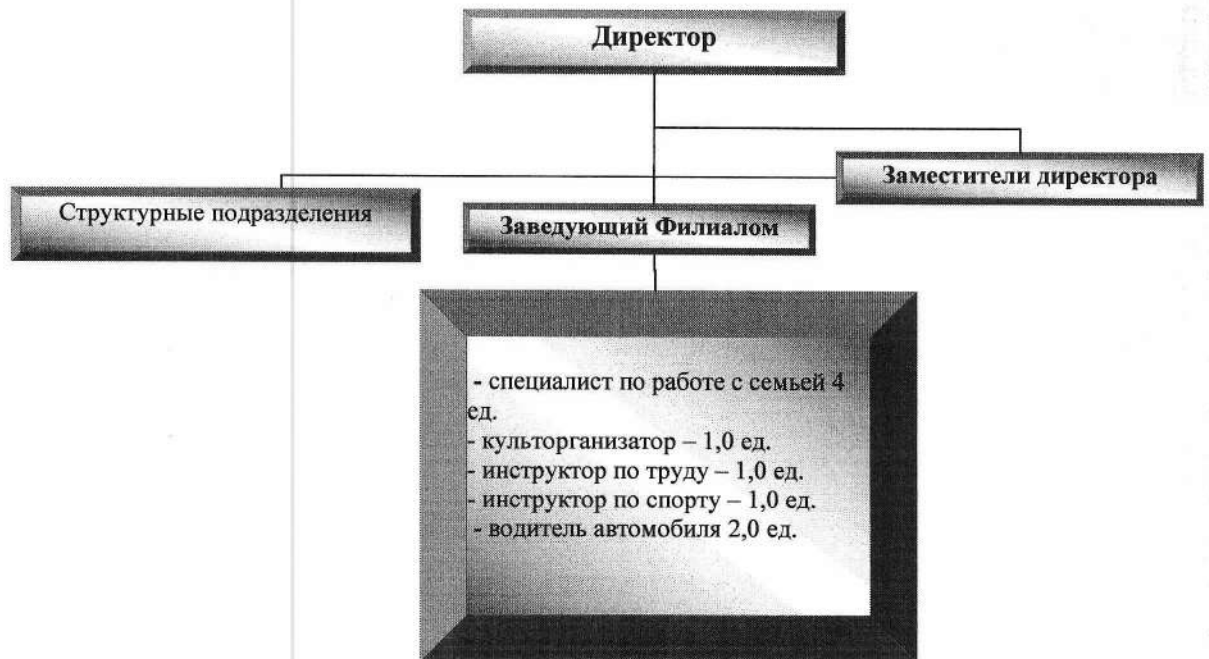 Директор
Заместители директора
Структурные подразделения
Заведующий Филиалом
- специалист по работе с семьей 4
ед.
- культорганизатор – 1,0 ед.
- инструктор по труду – 1,0 ед.
- инструктор по спорту – 1,0 ед.
- водитель автомобиля 2,0 ед.